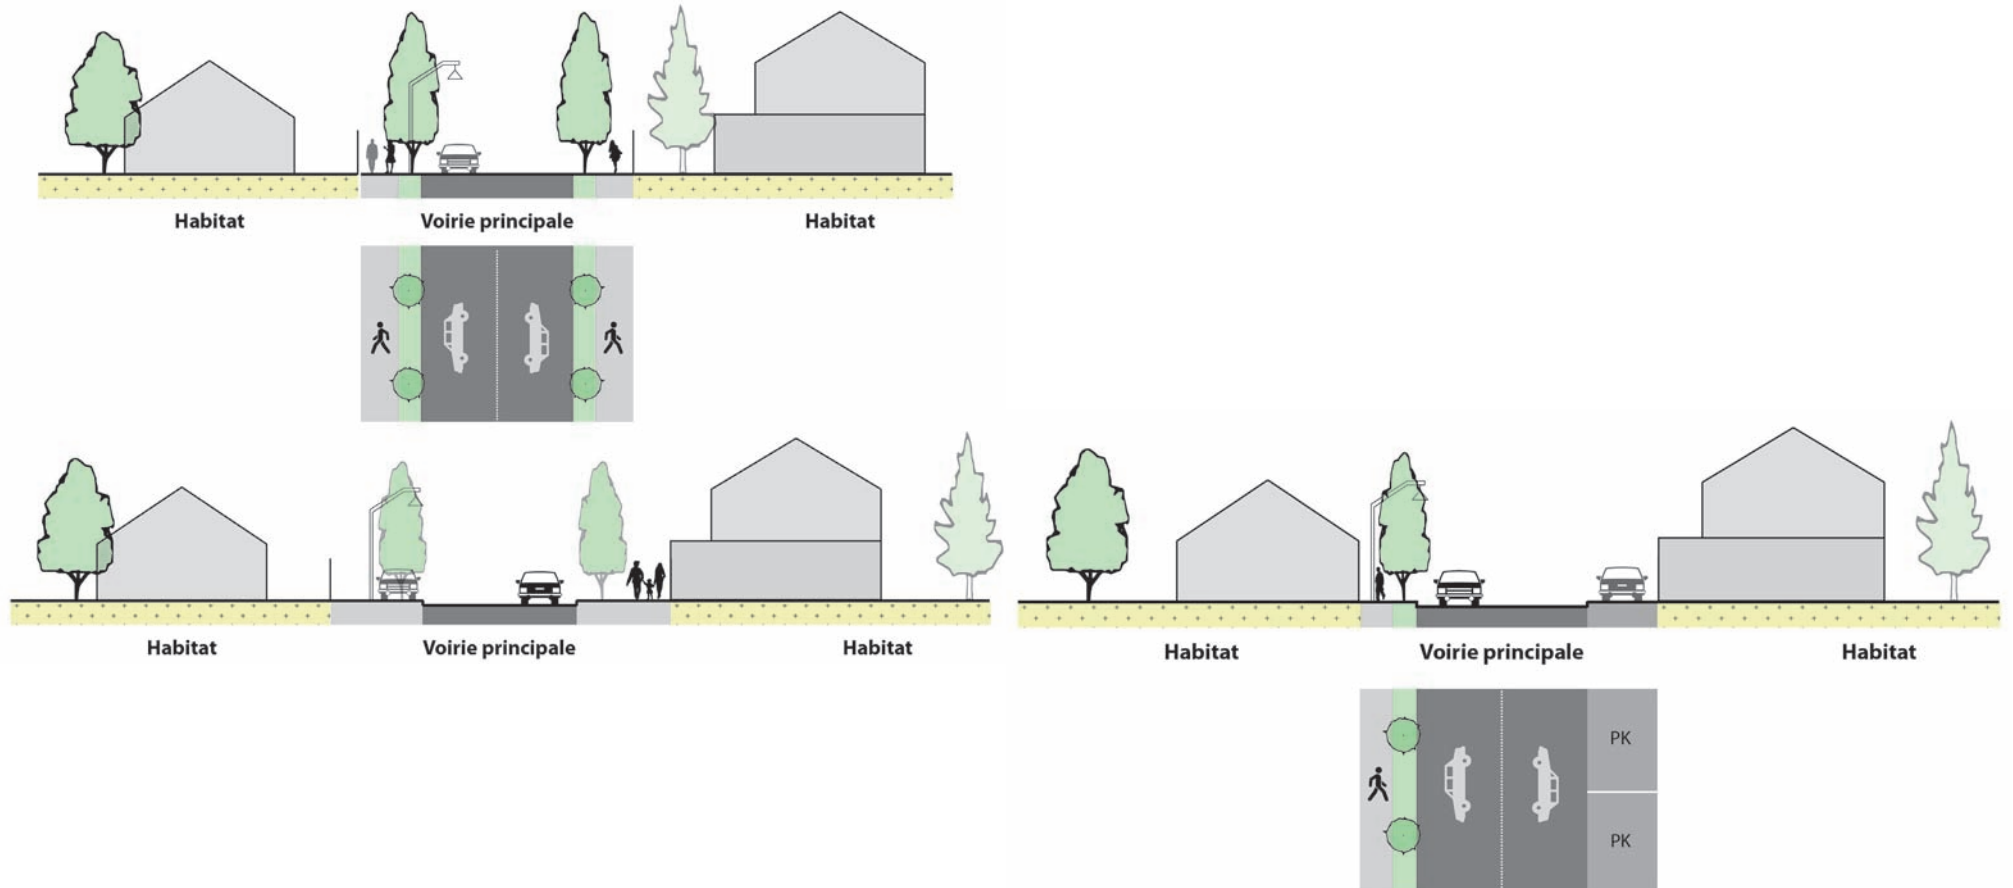 Habitat
Voirie principale
Habitat
Habitat
Voirie principale
Habitat
Habitat
Voirie principale
Habitat
PK
PK